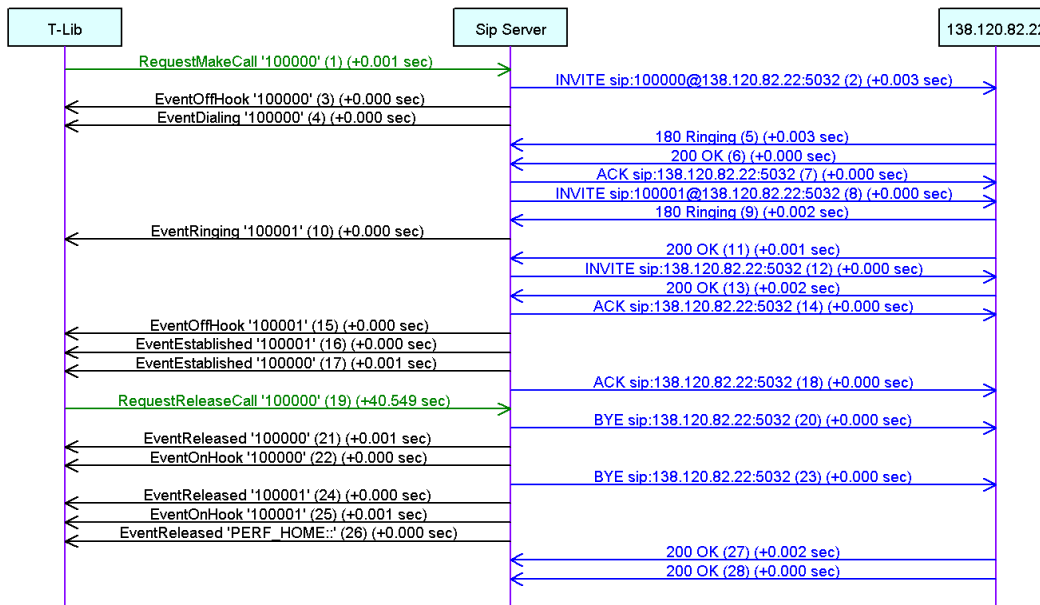 T-Lib
Sip Server
138.120.82.22
RequestMakeCall '100000' (1) (+0.001 sec)
INVITE sip:100000@138.120.82.22:5032 (2) (+0.003 sec)
EventOffHook '100000' (3) (+0.000 sec)
EventDialing '100000' (4) (+0.000 sec)
180 Ringing (5) (+0.003 sec)
200 OK (6) (+0.000 sec)
ACK sip:138.120.82.22:5032 (7) (+0.000 sec)
INVITE sip:100001@138.120.82.22:5032 (8) (+0.000 sec)
180 Ringing (9) (+0.002 sec)
EventRinging '100001' (10) (+0.000 sec)
200 OK (11) (+0.001 sec)
INVITE sip:138.120.82.22:5032 (12) (+0.000 sec)
200 OK (13) (+0.002 sec)
ACK sip:138.120.82.22:5032 (14) (+0.000 sec)
EventOffHook '100001' (15) (+0.000 sec)
EventEstablished '100001' (16) (+0.000 sec)
EventEstablished '100000' (17) (+0.001 sec)
ACK sip:138.120.82.22:5032 (18) (+0.000 sec)
RequestReleaseCall '100000' (19) (+40.549 sec)
BYE sip:138.120.82.22:5032 (20) (+0.000 sec)
EventReleased '100000' (21) (+0.001 sec)
EventOnHook '100000' (22) (+0.000 sec)
BYE sip:138.120.82.22:5032 (23) (+0.000 sec)
EventReleased '100001' (24) (+0.000 sec)
EventOnHook '100001' (25) (+0.001 sec)
EventReleased 'PERF_HOME::' (26) (+0.000 sec)
200 OK (27) (+0.002 sec)
200 OK (28) (+0.000 sec)